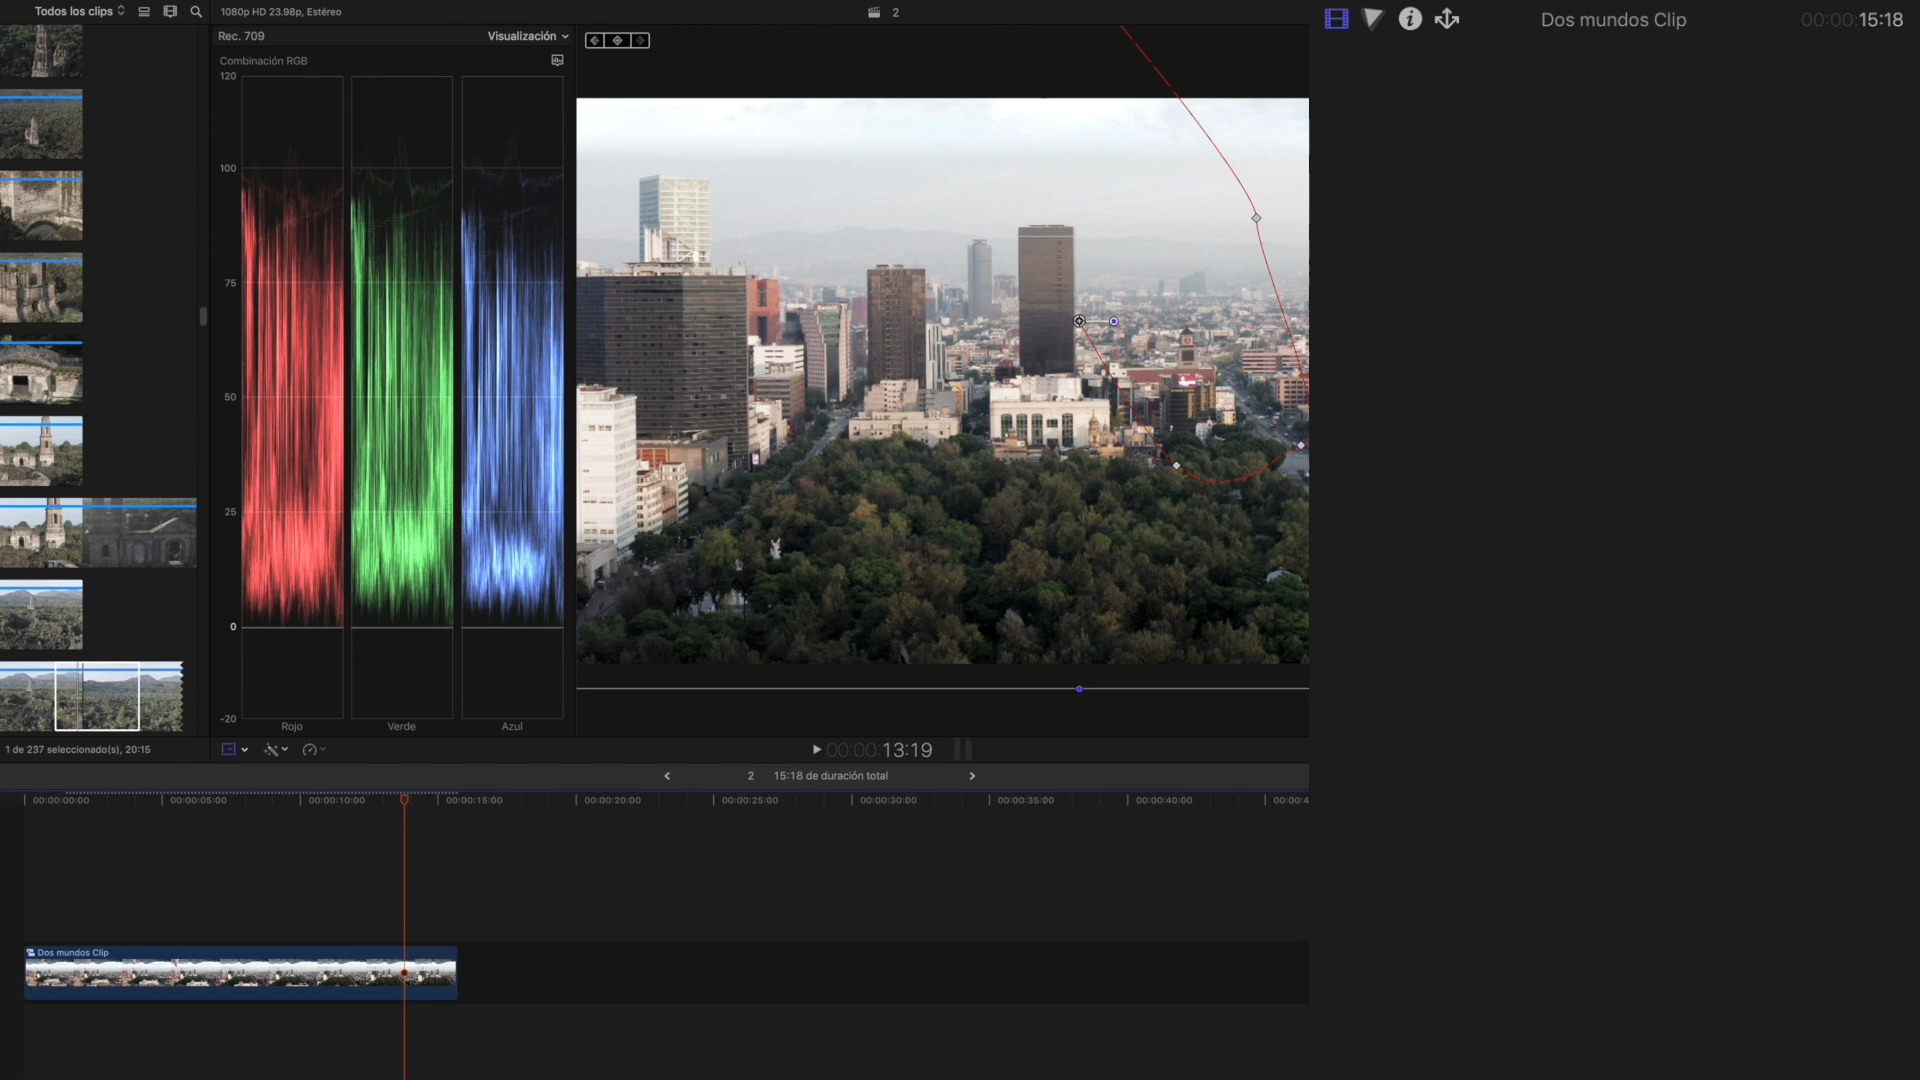 Todos los clips
1080p HD 23.98p, Estéreo
2
Dos mundos Clip
00:00:15:18
Rec. 709
Visualización
Combinación RGB
120
100
75
50
25
0
-20
Rojo
Verde
Azul
1 de 237 seleccionado(s), 20:15
00:00:13:19
2
15:18 de duración total
00:00:00:00
00:00:05:00
00:00:10:00
00:00:15:00
00:00:20:00
00:00:25:00
00:00:30:00
00:00:35:00
00:00:40:00
00:00:4
Dos mundos Clip